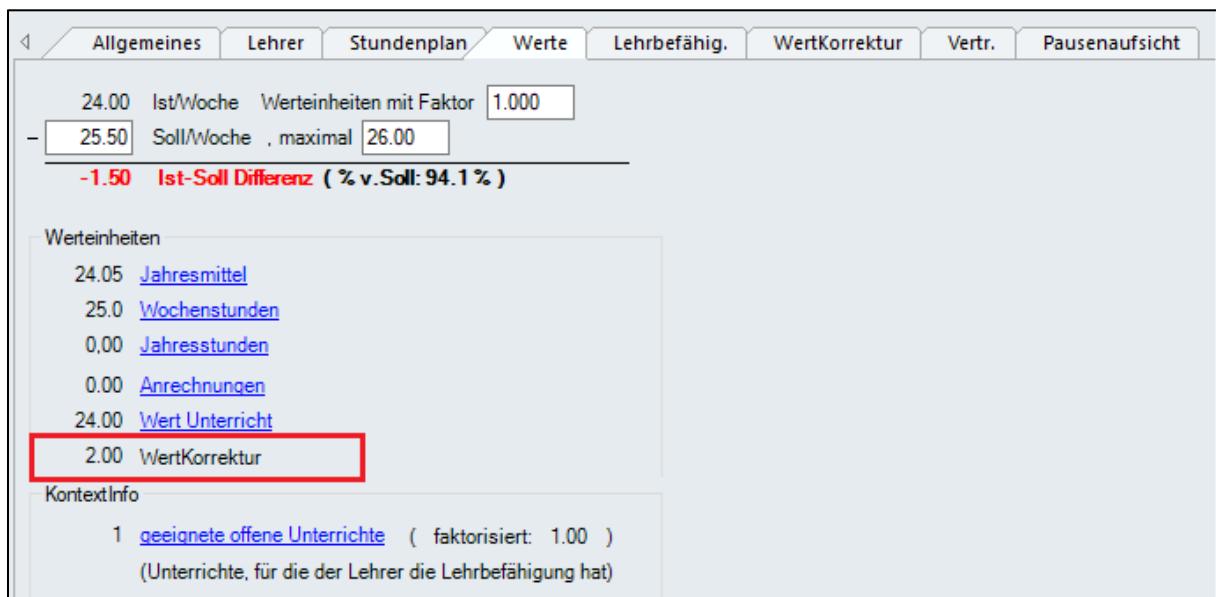 Allgemeines Lehrer Stundenplan Werte Lehrbefähig. WertKorrektur Vertr. Pausenaufsicht
24.00 Ist/Woche Werteinheiten mit Faktor 1.000
– 25.50 Soll/Woche , maximal 26.00
-1.50 Ist-Soll Differenz ( % v.Soll: 94.1 % )
Werteinheiten
24.05 Jahresmittel
25.0 Wochenstunden
0,00 Jahresstunden
0.00 Anrechnungen
24.00 Wert Unterricht
2.00 WertKorrektur
KontextInfo
1 geeignete offene Unterrichte ( faktorisiert: 1.00 )
(Unterrichte, für die der Lehrer die Lehrbefähigung hat)